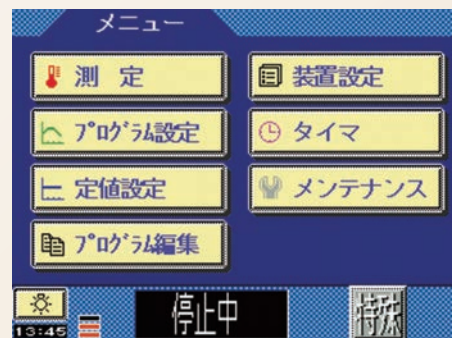 メニュー
測 定
プログラム設定
定値設定
プログラム編集
装置設定
タイマ
メンテナンス
13:45
停止中
特殊